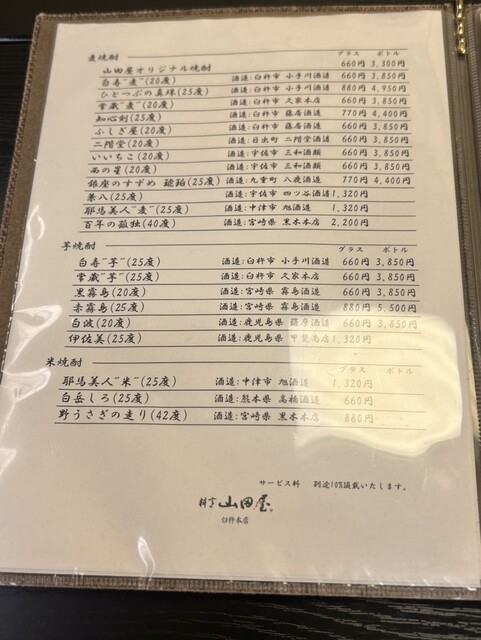 麦焼酎 グラス ボトル
山田屋オリジナル焼酎 660円 3,300円
白寿"麦"(20度) 酒造:臼杵市 小手川酒造 660円 3,850円
ひとつぶの真珠(25度) 酒造:臼杵市 小手川酒造 880円 4,950円
常蔵"麦"(20度) 酒造:臼杵市 久家本店 660円 3,850円
知心剣(25度) 酒造:臼杵市 藤居酒造 770円 4,400円
ふしぎ屋(20度) 酒造:臼杵市 藤居酒造 660円 3,850円
二階堂(20度) 酒造:日出町 二階堂酒造 660円 3,850円
いいちこ(20度) 酒造:宇佐市 三和酒類 660円 3,850円
西の星(20度) 酒造:宇佐市 三和酒類 660円 3,850円
銀座のすずめ 琥珀(25度) 酒造:九重町 八鹿酒造 770円 4,400円
兼八(25度) 酒造:宇佐市 四ツ谷酒造 1,320円
耶馬美人"麦"(25度) 酒造:中津市 旭酒造 1,320円
百年の孤独(40度) 酒造:宮崎県 黒木本店 2,200円
芋焼酎 グラス ボトル
白寿"芋"(25度) 酒造:臼杵市 小手川酒造 660円 3,850円
常蔵"芋"(25度) 酒造:臼杵市 久家本店 660円 3,850円
黒霧島(20度) 酒造:宮崎県 霧島酒造 660円 3,850円
赤霧島(25度) 酒造:宮崎県 霧島酒造 880円 5,500円
白波(20度) 酒造:鹿児島県 薩摩酒造 660円 3,850円
伊佐美(25度) 酒造:鹿児島県 甲斐商店 1,320円
米焼酎 グラス ボトル
耶馬美人"米"(25度) 酒造:中津市 旭酒造 1,320円
白岳しろ(25度) 酒造:熊本県 高橋酒造 660円
野うさぎの走り(42度) 酒造:宮崎県 黒木本店 880円
サービス料 別途10%頂戴いたします。
料亭 山田屋
臼杵本店